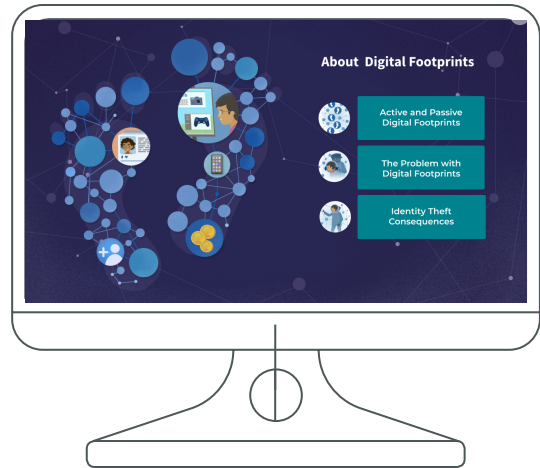 About Digital Footprints
Active and Passive
Digital Footprints
The Problem with
Digital Footprints
Identity Theft
Consequences